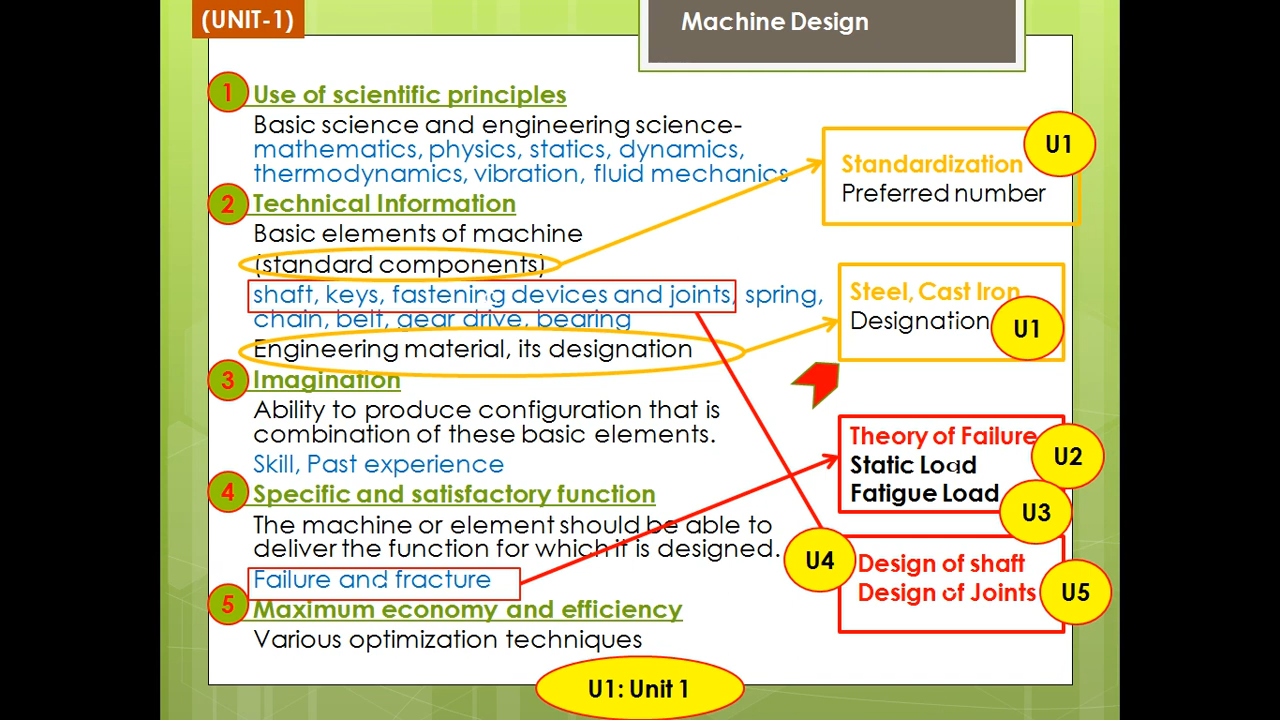 (UNIT-1)
Machine Design
1 Use of scientific principles
Basic science and engineering science-
mathematics, physics, statics, dynamics,
thermodynamics, vibration, fluid mechanics
2 Technical Information
Basic elements of machine
(standard components)
shaft, keys, fastening devices and joints, spring,
chain, belt, gear drive, bearing
Engineering material, its designation
3 Imagination
Ability to produce configuration that is
combination of these basic elements.
Skill, Past experience
4 Specific and satisfactory function
The machine or element should be able to
deliver the function for which it is designed.
Failure and fracture
5 Maximum economy and efficiency
Various optimization techniques
U1
Standardization
Preferred number
Steel, Cast Iron
Designation
U1
Theory of Failure
Static Load
Fatigue Load
U2
U3
U4
Design of shaft
Design of Joints
U5
U1: Unit 1